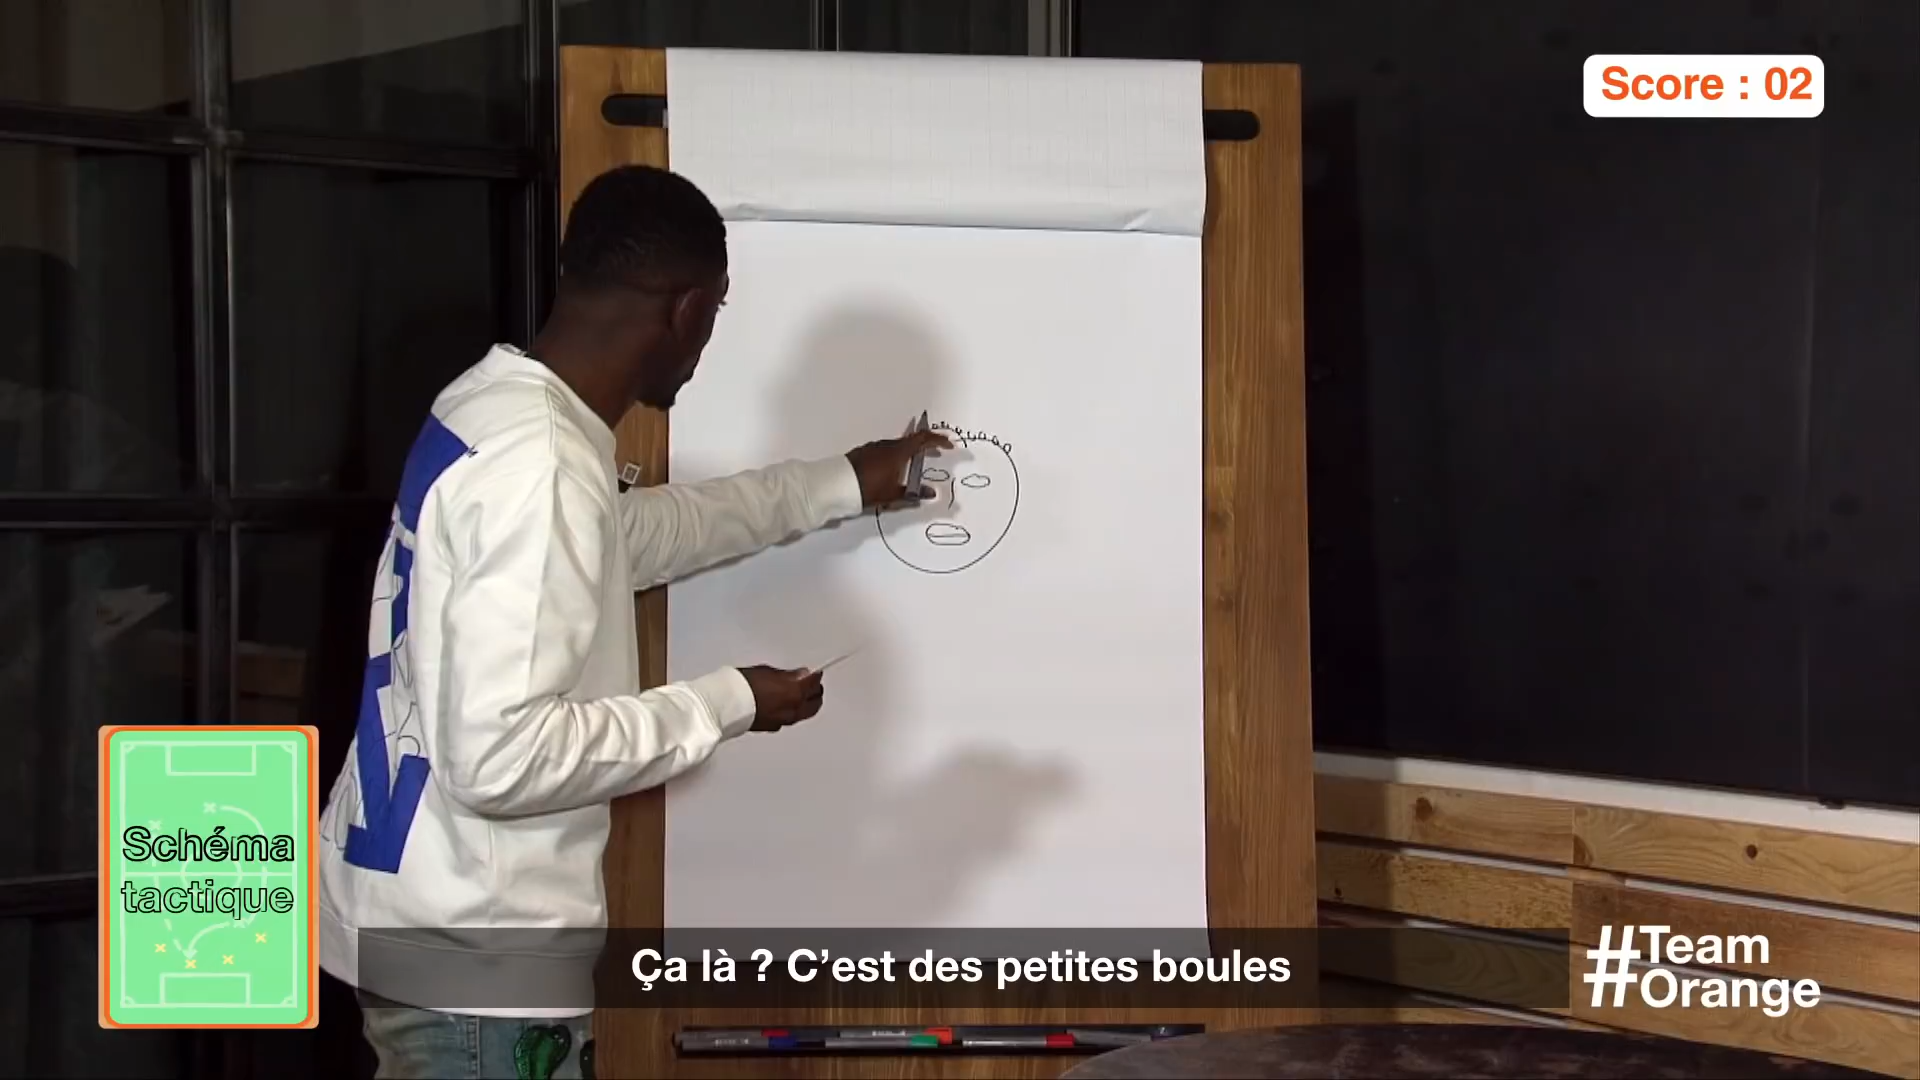 Score : 02
Schéma
tactique
Ça là ? C'est des petites boules
#Team
Orange